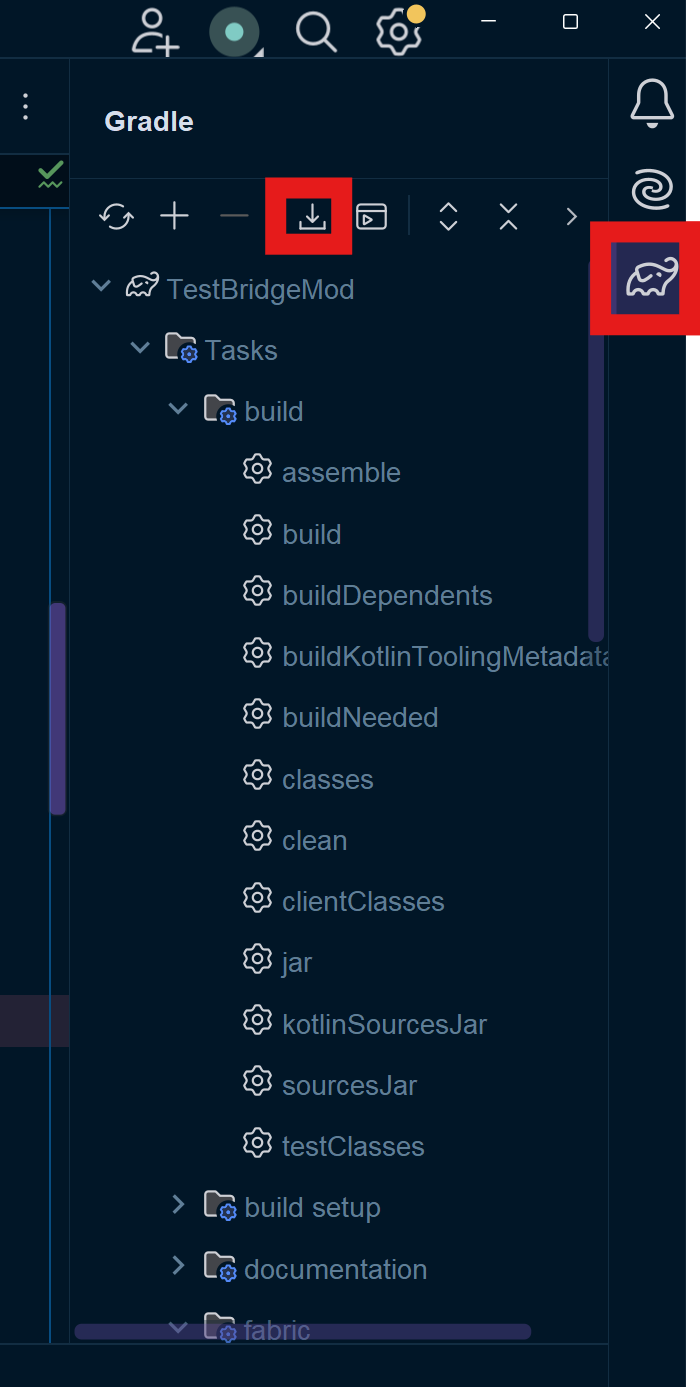 Gradle
TestBridgeMod
Tasks
build
assemble
build
buildDependents
buildKotlinToolingMetadata
buildNeeded
classes
clean
clientClasses
jar
kotlinSourcesJar
sourcesJar
testClasses
build setup
documentation
fabric